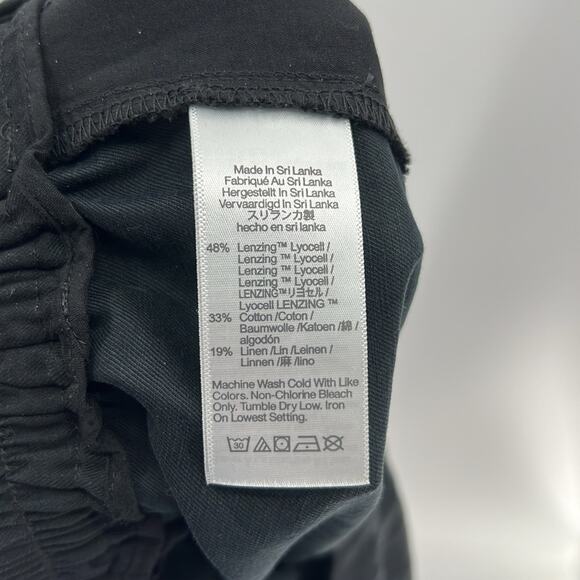 Made In Sri Lanka
Fabriqué Au Sri Lanka
Hergestellt In Sri Lanka
Vervaardigd In Sri Lanka
スリランカ製
hecho en sri lanka
48% Lenzing™ Lyocell /
Lenzing ™ Lyocell /
Lenzing ™ Lyocell /
Lenzing ™ Lyocell /
LENZING™リヨセル /
Lyocell LENZING ™
33% Cotton /Coton /
Baumwolle /Katoen /綿 /
algodón
19% Linen /Lin /Leinen /
Linnen /麻 /lino
Machine Wash Cold With Like
Colors. Non-Chlorine Bleach
Only. Tumble Dry Low. Iron
On Lowest Setting.
30